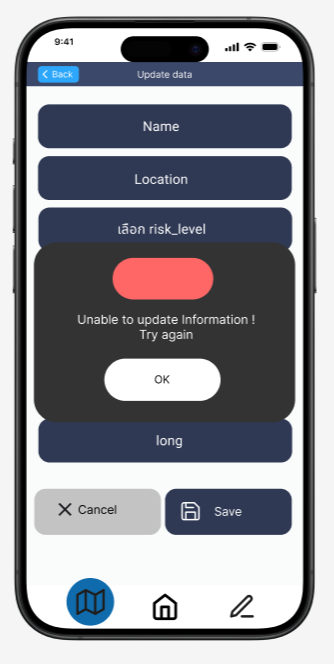 9:41
Back
Update data
Name
Location
เลือก risk_level
Unable to update Information !
Try again
OK
long
Cancel
Save